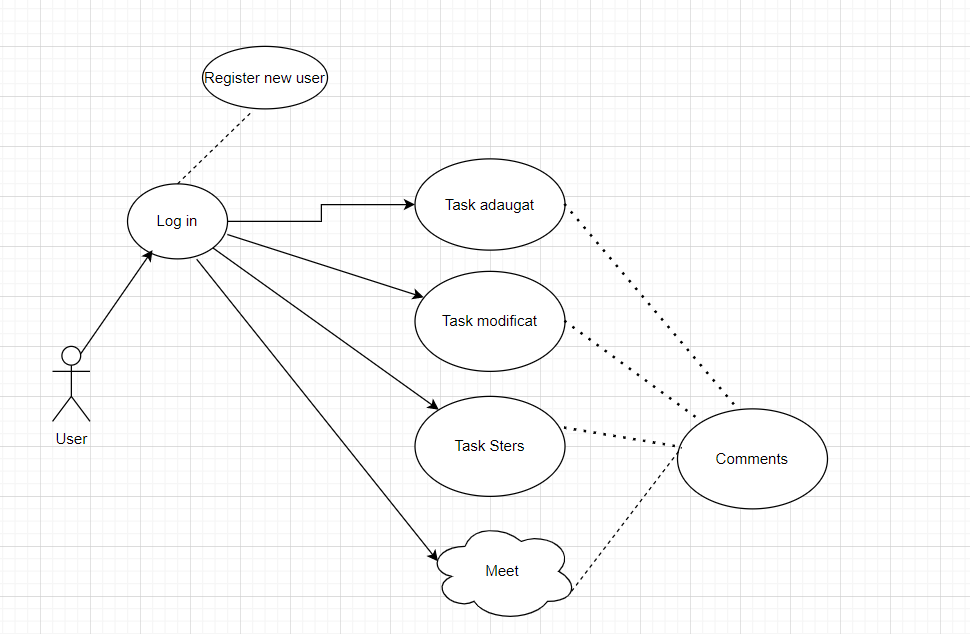 Register new user
Log in
Task adaugat
Task modificat
Task Sters
Comments
User
Meet